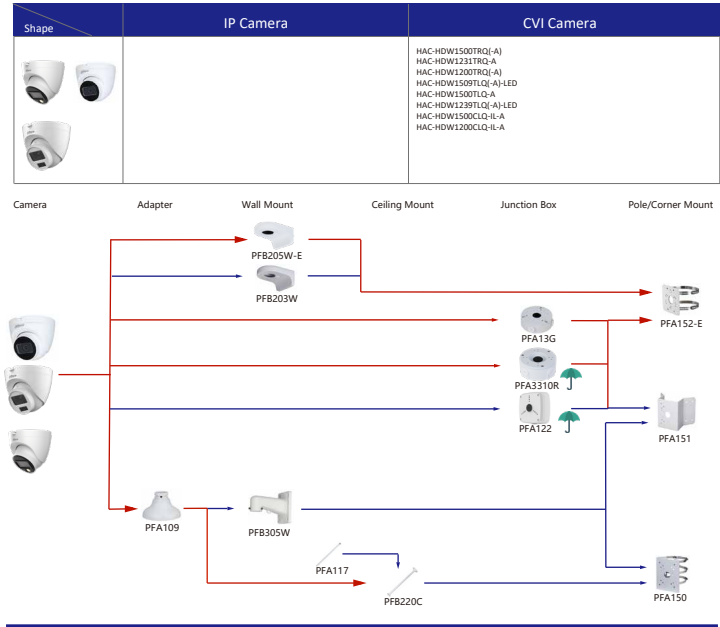 Shape
IP Camera
CVI Camera
HAC-HDW1500TRQ(-A)
HAC-HDW1231TRQ-A
HAC-HDW1200TRQ(-A)
HAC-HDW1509TLQ(-A)-LED
HAC-HDW1500TLQ-A
HAC-HDW1239TLQ(-A)-LED
HAC-HDW1500CLQ-IL-A
HAC-HDW1200CLQ-IL-A
Camera
Adapter
Wall Mount
Ceiling Mount
Junction Box
Pole/Corner Mount
PFB205W-E
PFB203W
PFA152-E
PFA13G
PFA3310R
PFA122
PFA151
PFA109
PFB305W
PFA117
PFB220C
PFA150